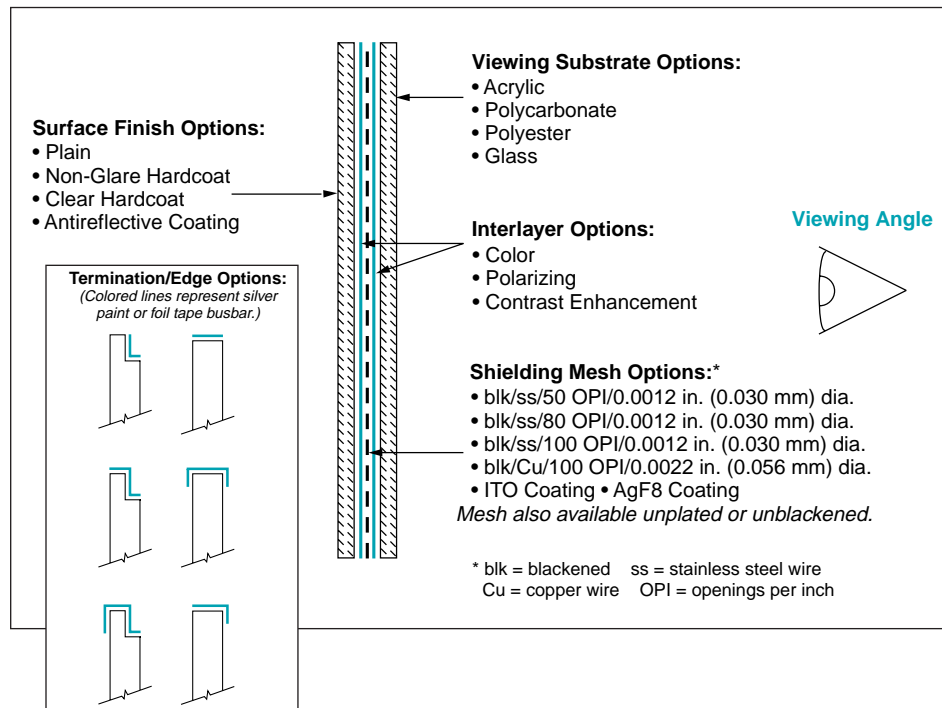 Surface Finish Options:
• Plain
• Non-Glare Hardcoat
• Clear Hardcoat
• Antireflective Coating
Termination/Edge Options:
(Colored lines represent silver
paint or foil tape busbar.)
Viewing Substrate Options:
• Acrylic
• Polycarbonate
• Polyester
• Glass
Interlayer Options:
• Color
• Polarizing
• Contrast Enhancement
Viewing Angle
Shielding Mesh Options:*
• blk/ss/50 OPI/0.0012 in. (0.030 mm) dia.
• blk/ss/80 OPI/0.0012 in. (0.030 mm) dia.
• blk/ss/100 OPI/0.0012 in. (0.030 mm) dia.
• blk/Cu/100 OPI/0.0022 in. (0.056 mm) dia.
• ITO Coating • AgF8 Coating
Mesh also available unplated or unblackened.
* blk = blackened ss = stainless steel wire
Cu = copper wire OPI = openings per inch